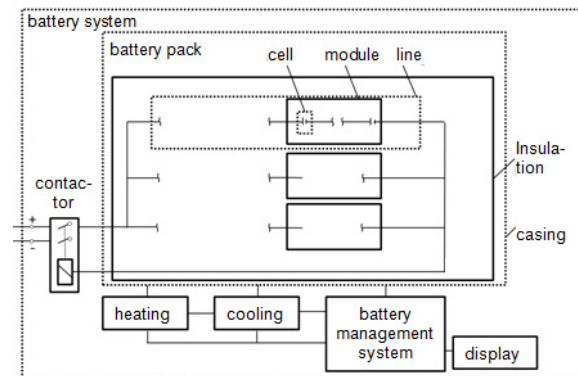 battery system
battery pack
cell
module
line
Insula-
tion
contac-
tor
+
-
casing
heating
cooling
battery
management
system
display